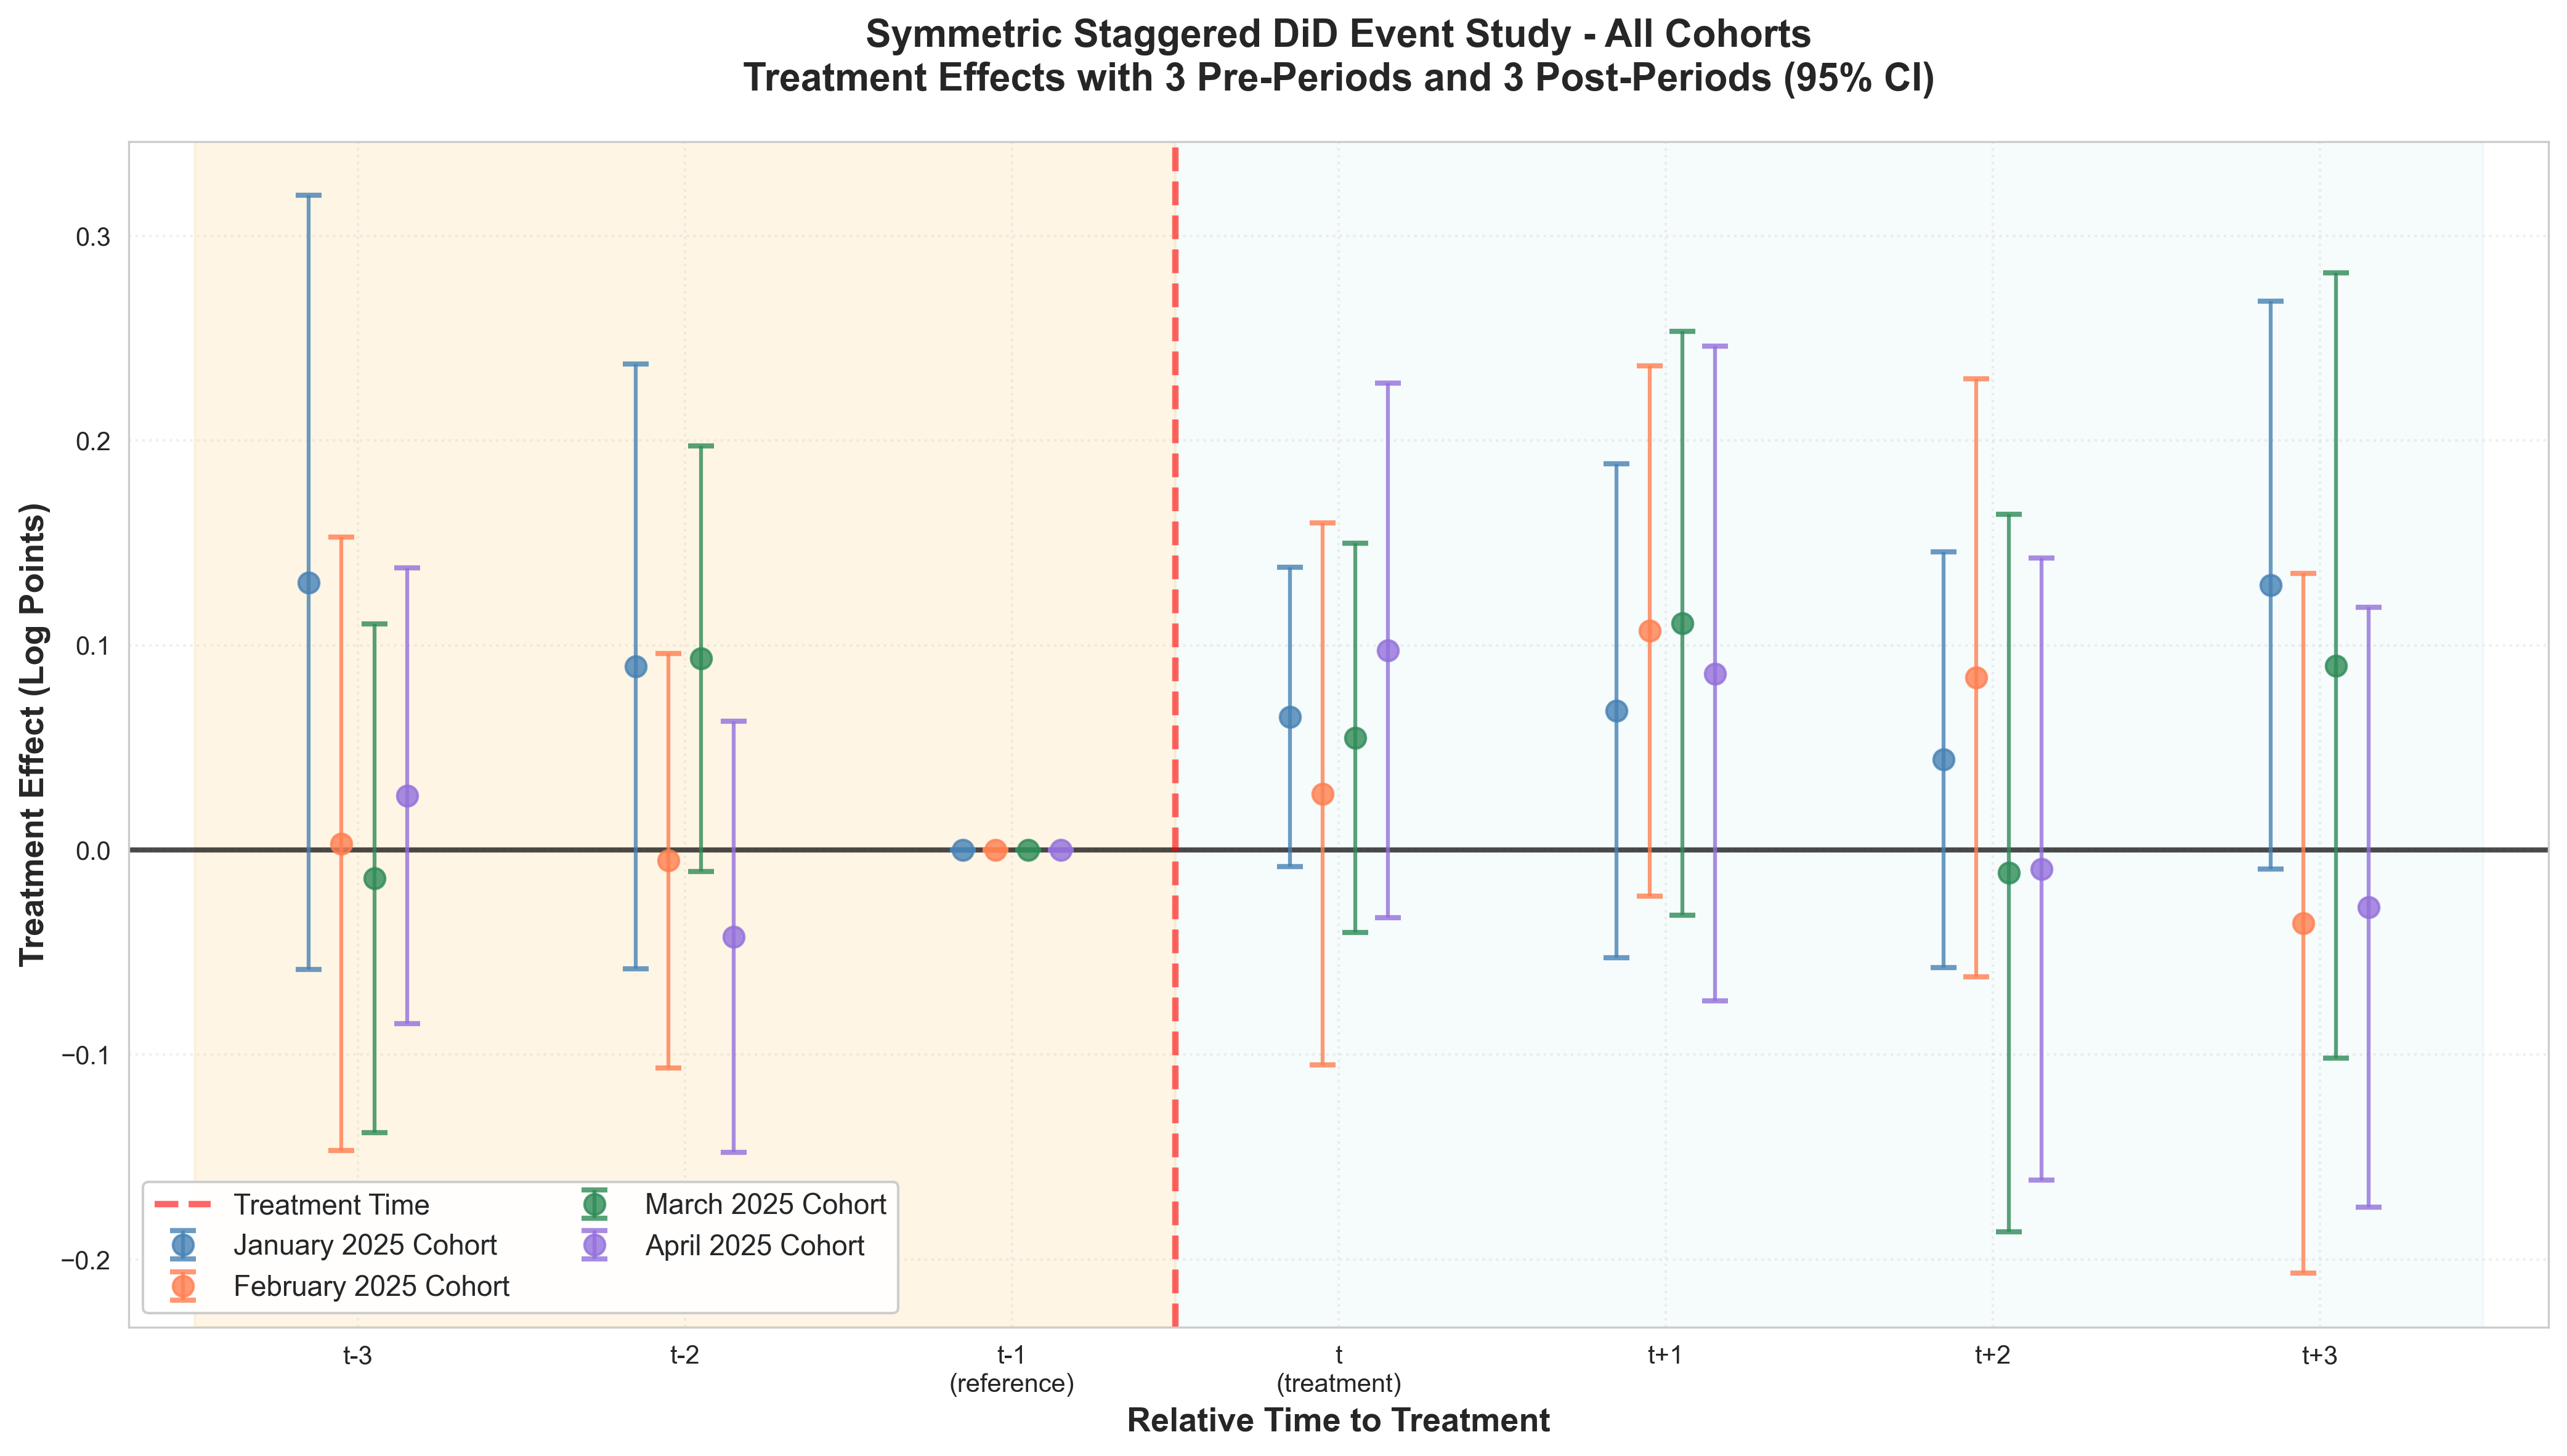 Symmetric Staggered DiD Event Study - All Cohorts
Treatment Effects with 3 Pre-Periods and 3 Post-Periods (95% CI)
Treatment Effect (Log Points)
0.3
0.2
0.1
0.0
−0.1
−0.2
Treatment Time
January 2025 Cohort
February 2025 Cohort
March 2025 Cohort
April 2025 Cohort
t-3
t-2
t-1
(reference)
t
(treatment)
t+1
t+2
t+3
Relative Time to Treatment